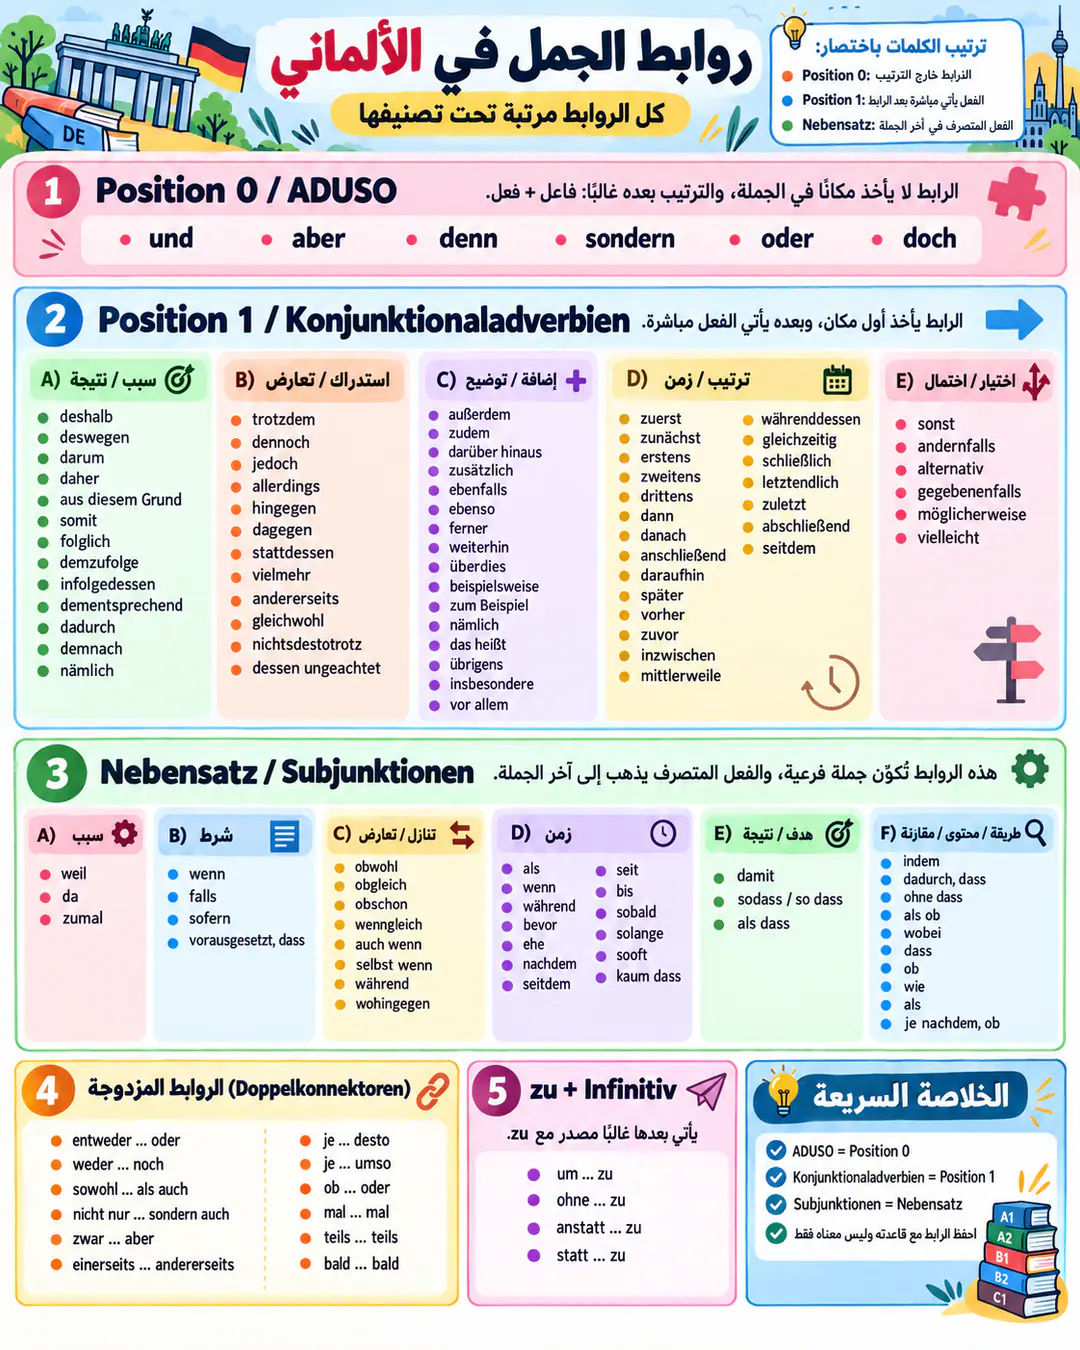 روابط الجمل في الألماني
كل الروابط مرتبة تحت تصنيفها
DE
ترتيب الكلمات باختصار:
Position 0: الترابط خارج الترتيب
Position 1: الفعل يأتي مباشرة بعد الرابط
Nebensatz: الفعل المتصرف في آخر الجملة
1 Position 0 / ADUSO
الرابط لا يأخذ مكانًا في الجملة، والترتيب بعده غالبًا: فاعل + فعل.
und
aber
denn
sondern
oder
doch
2 Position 1 / Konjunktionaladverbien
الرابط يأخذ أول مكان، وبعده يأتي الفعل مباشرة.
A) سبب / نتيجة
deshalb
deswegen
darum
daher
aus diesem Grund
somit
folglich
demzufolge
infolgedessen
dementsprechend
dadurch
demnach
nämlich
B) استدراك / تعارض
trotzdem
dennoch
jedoch
allerdings
hingegen
dagegen
stattdessen
vielmehr
andererseits
gleichwohl
nichtsdestotrotz
dessen ungeachtet
C) إضافة / توضيح
außerdem
zudem
darüber hinaus
zusätzlich
ebenfalls
ebenso
ferner
weiterhin
überdies
beispielsweise
zum Beispiel
nämlich
das heißt
übrigens
insbesondere
vor allem
D) ترتيب / زمن
zuerst
zunächst
erstens
zweitens
drittens
dann
danach
anschließend
daraufhin
später
vorher
zuvor
inzwischen
mittlerweile
währenddessen
gleichzeitig
schließlich
letztendlich
zuletzt
abschließend
seitdem
E) اختيار / احتمال
sonst
andernfalls
alternativ
gegebenenfalls
möglicherweise
vielleicht
3 Nebensatz / Subjunktionen
هذه الروابط تُكوِّن جملة فرعية، والفعل المتصرف يذهب إلى آخر الجملة.
A) سبب
weil
da
zumal
B) شرط
wenn
falls
sofern
vorausgesetzt, dass
C) تنازل / تعارض
obwohl
obgleich
obschon
wenngleich
auch wenn
selbst wenn
während
wohingegen
D) زمن
als
wenn
während
bevor
ehe
nachdem
seitdem
seit
bis
sobald
solange
sooft
kaum dass
E) هدف / نتيجة
damit
sodass / so dass
als dass
F) طريقة / محتوى / مقارنة
indem
dadurch, dass
ohne dass
als ob
wobei
dass
ob
wie
als
je nachdem, ob
4 الروابط المزدوجة (Doppelkonnektoren)
entweder ... oder
weder ... noch
sowohl ... als auch
nicht nur ... sondern auch
zwar ... aber
einerseits ... andererseits
je ... desto
je ... umso
ob ... oder
mal ... mal
teils ... teils
bald ... bald
5 zu + Infinitiv
يأتي بعدها غالبًا مصدر مع zu.
um ... zu
ohne ... zu
anstatt ... zu
statt ... zu
الخلاصة السريعة
ADUSO = Position 0
Konjunktionaladverbien = Position 1
Subjunktionen = Nebensatz
احفظ الرابط مع قاعدته وليس معناه فقط
A1
A2
B1
B2
C1